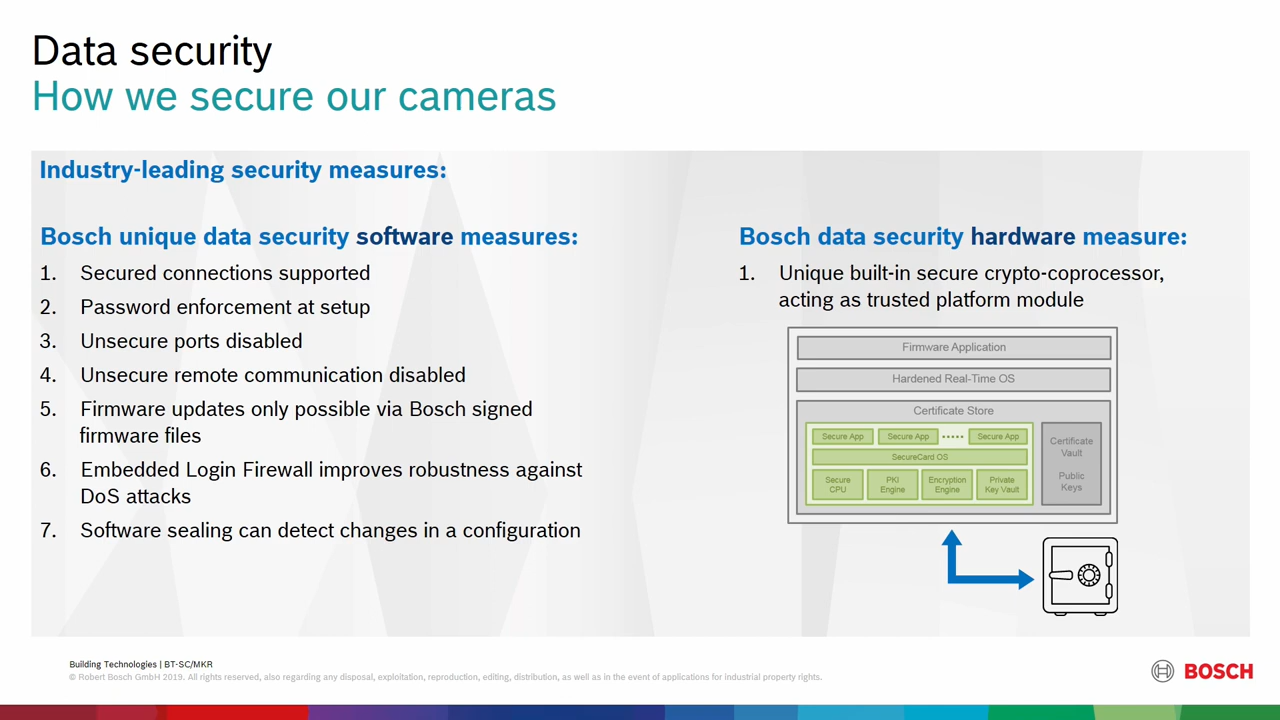 Data security
How we secure our cameras
Industry-leading security measures:
Bosch unique data security software measures:
1. Secured connections supported
2. Password enforcement at setup
3. Unsecure ports disabled
4. Unsecure remote communication disabled
5. Firmware updates only possible via Bosch signed
firmware files
6. Embedded Login Firewall improves robustness against
DoS attacks
7. Software sealing can detect changes in a configuration
Bosch data security hardware measure:
1. Unique built-in secure crypto-coprocessor,
acting as trusted platform module
Firmware Application
Hardened Real-Time OS
Certificate Store
Secure App
Secure App
Secure App
SecureCard OS
Secure
CPU
PKI
Engine
Encryption
Engine
Private
Key Vault
Certificate
Vault
Public
Keys
Building Technologies | BT-SC/MKR
© Robert Bosch GmbH 2019. All rights reserved, also regarding any disposal, exploitation, reproduction, editing, distribution, as well as in the event of applications for industrial property rights.
BOSCH